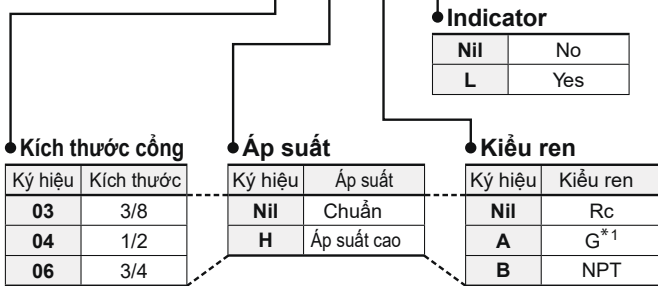 Indicator
Nil No
L Yes
Kích thước cổng
Ký hiệu Kích thước
03 3/8
04 1/2
06 3/4
Áp suất
Ký hiệu Áp suất
Nil Chuẩn
H Áp suất cao
Kiểu ren
Ký hiệu Kiểu ren
Nil Rc
A G*1
B NPT